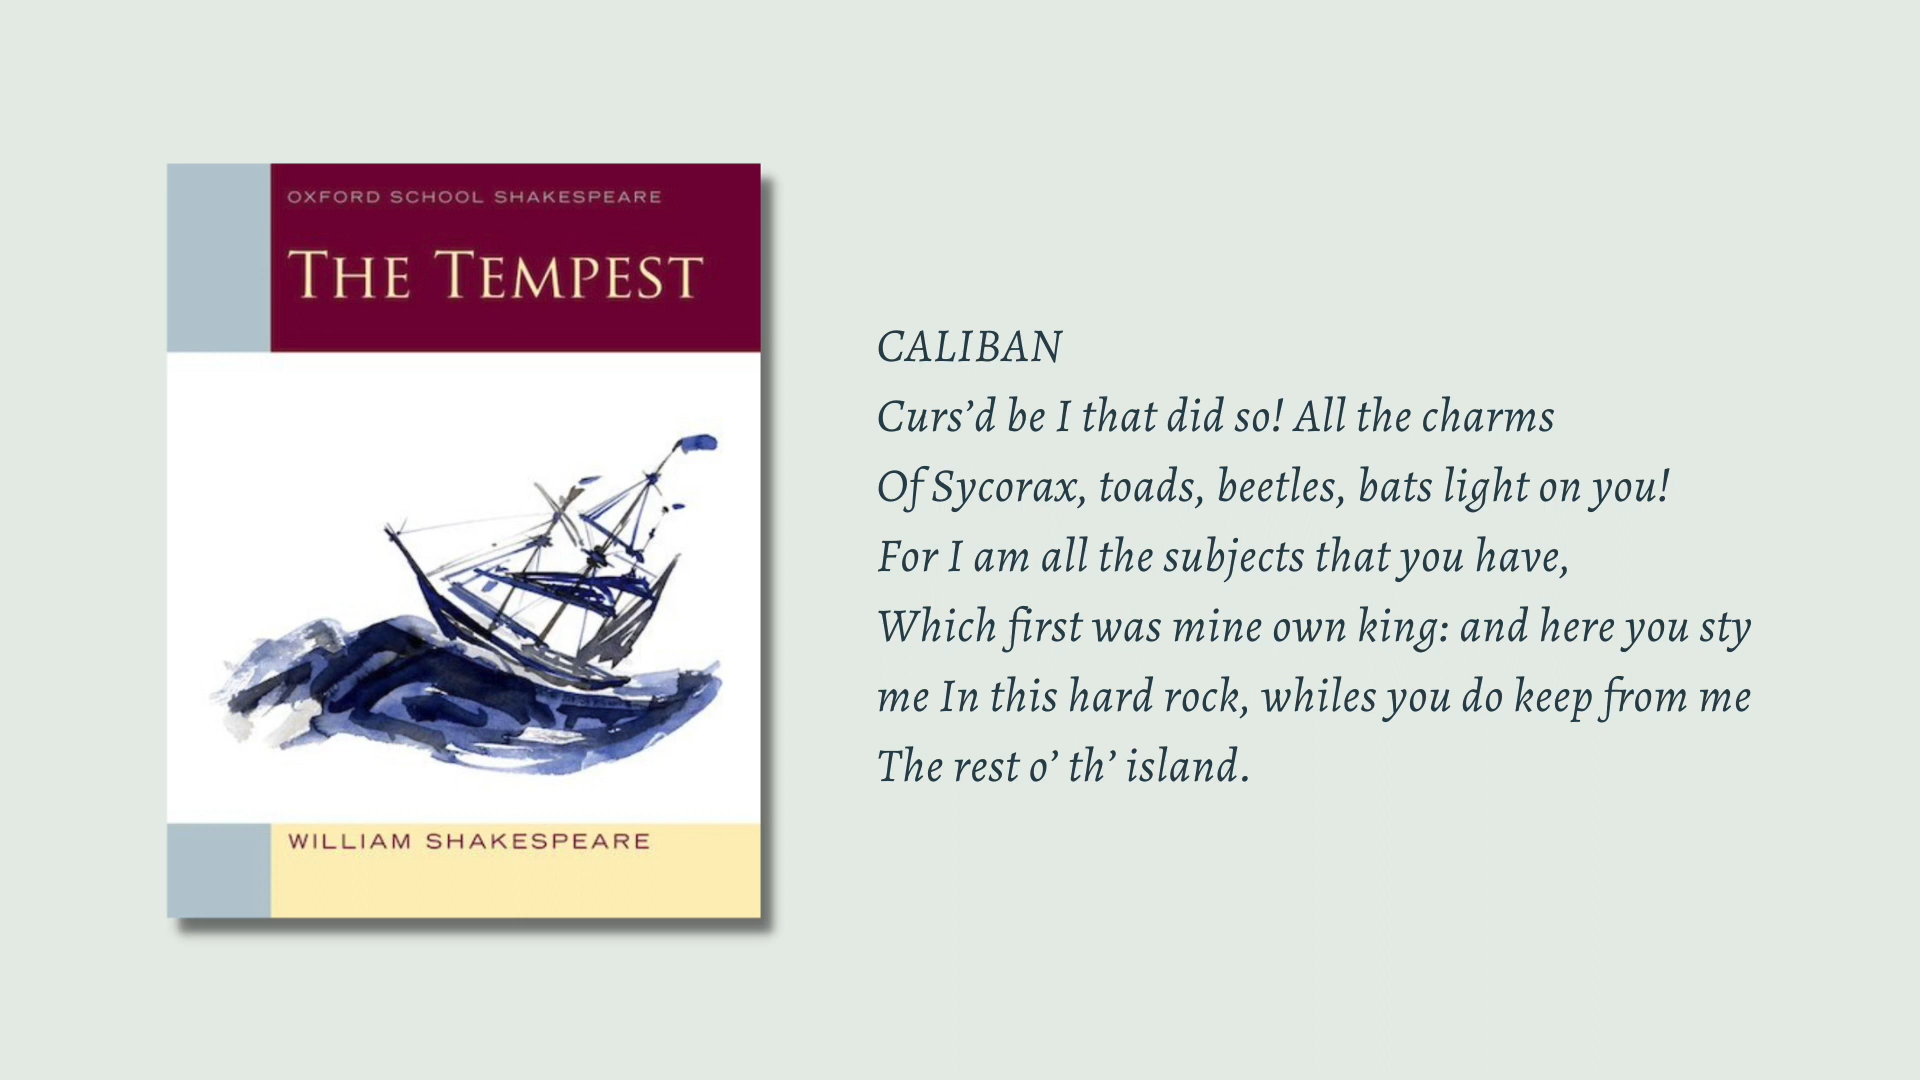 OXFORD SCHOOL SHAKESPEARE
THE TEMPEST
WILLIAM SHAKESPEARE
CALIBAN
Curs’d be I that did so! All the charms
Of Sycorax, toads, beetles, bats light on you!
For I am all the subjects that you have,
Which first was mine own king: and here you sty
me In this hard rock, whiles you do keep from me
The rest o’ th’ island.